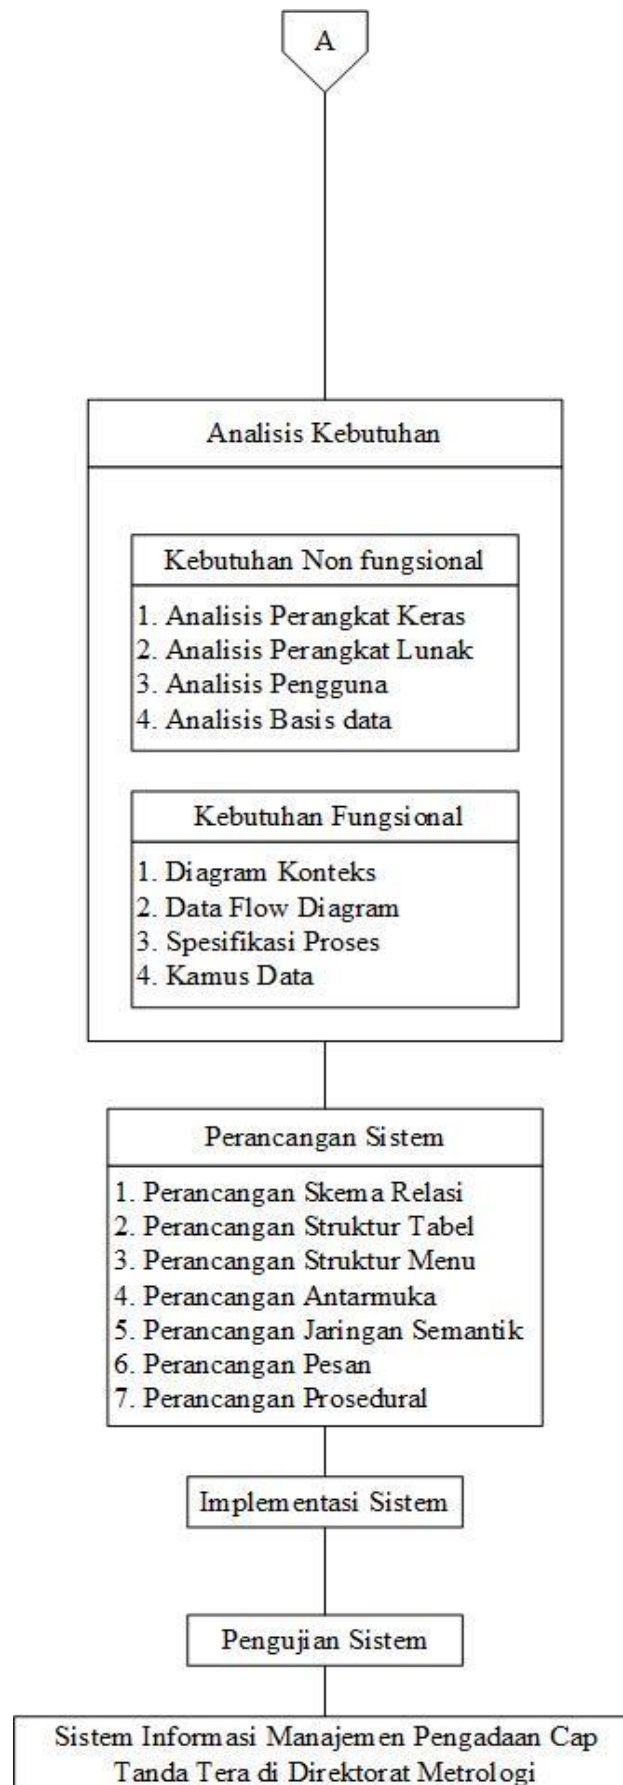 A
Analisis Kebutuhan
Kebutuhan Non fungsional
1. Analisis Perangkat Keras
2. Analisis Perangkat Lunak
3. Analisis Pengguna
4. Analisis Basis data
Kebutuhan Fungsional
1. Diagram Konteks
2. Data Flow Diagram
3. Spesifikasi Proses
4. Kamus Data
Perancangan Sistem
1. Perancangan Skema Relasi
2. Perancangan Struktur Tabel
3. Perancangan Struktur Menu
4. Perancangan Antarmuka
5. Perancangan Jaringan Semantik
6. Perancangan Pesan
7. Perancangan Prosedural
Implementasi Sistem
Pengujian Sistem
Sistem Informasi Manajemen Pengadaan Cap
Tanda Tera di Direktorat Metrologi